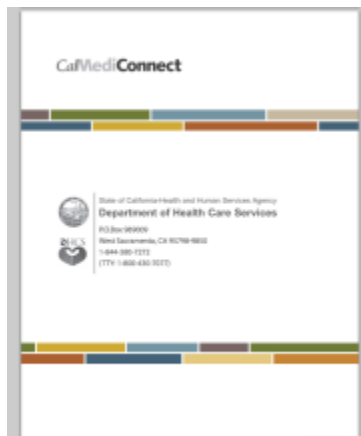 CalMediConnect
State of California-Health and Human Services Agency
Department of Health Care Services
P.O.Box 989009
West Sacramento, CA 95798-9850
1-844-580-7272
(TTY 1-800-430-7077)
DHCS